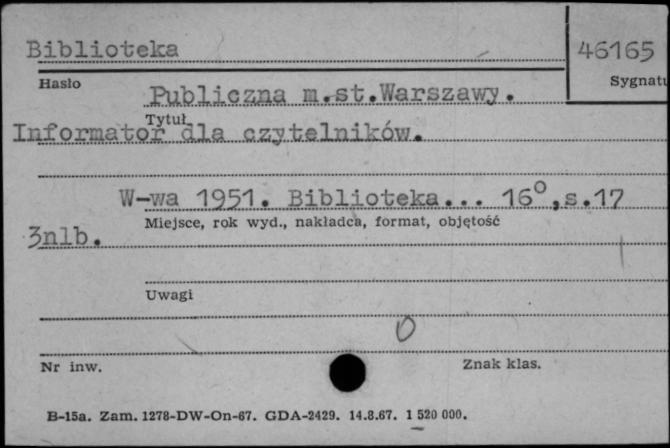 Biblioteka 46165
Hasło Sygnatu
Publiczna m.st.Warszawy.
Tytuł
Informator dla czytelników.
W-wa 1951. Biblioteka... 16⁰,s.17
Miejsce, rok wyd., nakładca, format, objętość
3nlb.
Uwagi
0
Nr inw. Znak klas.
B-15a. Zam. 1278-DW-On-67. GDA-2429. 14.8.67. 1 520 000.